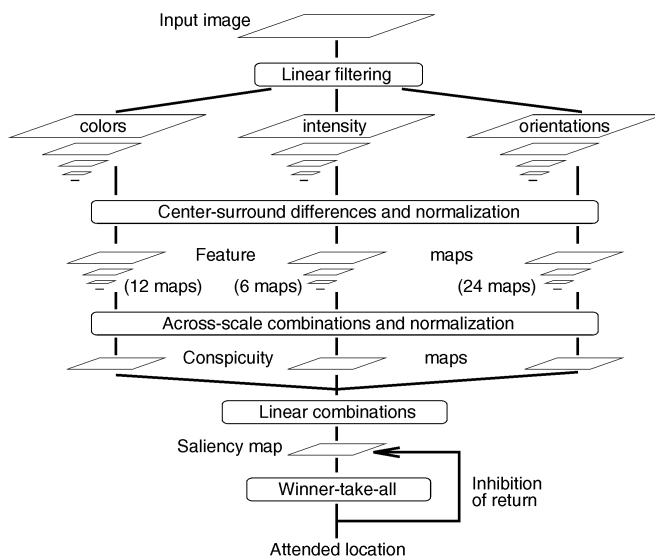 Input image
Linear filtering
colors intensity orientations
Center-surround differences and normalization
Feature maps
(12 maps) (6 maps) (24 maps)
Across-scale combinations and normalization
Conspicuity maps
Linear combinations
Saliency map
Winner-take-all
Inhibition
of return
Attended location